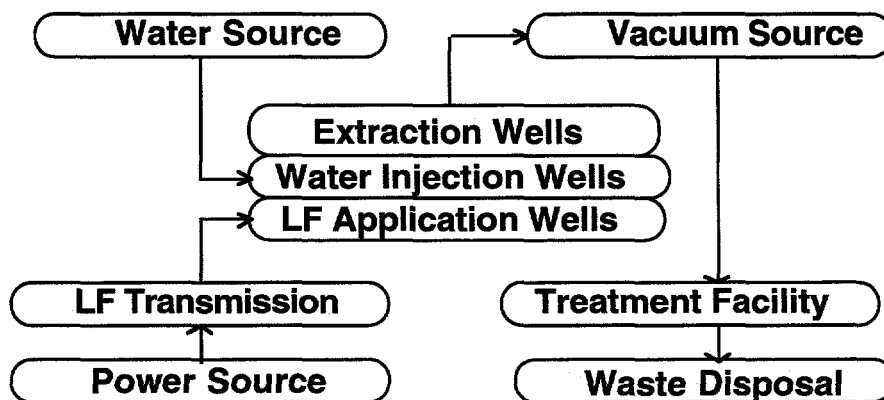 Water Source
Vacuum Source
Extraction Wells
Water Injection Wells
LF Application Wells
LF Transmission
Treatment Facility
Power Source
Waste Disposal